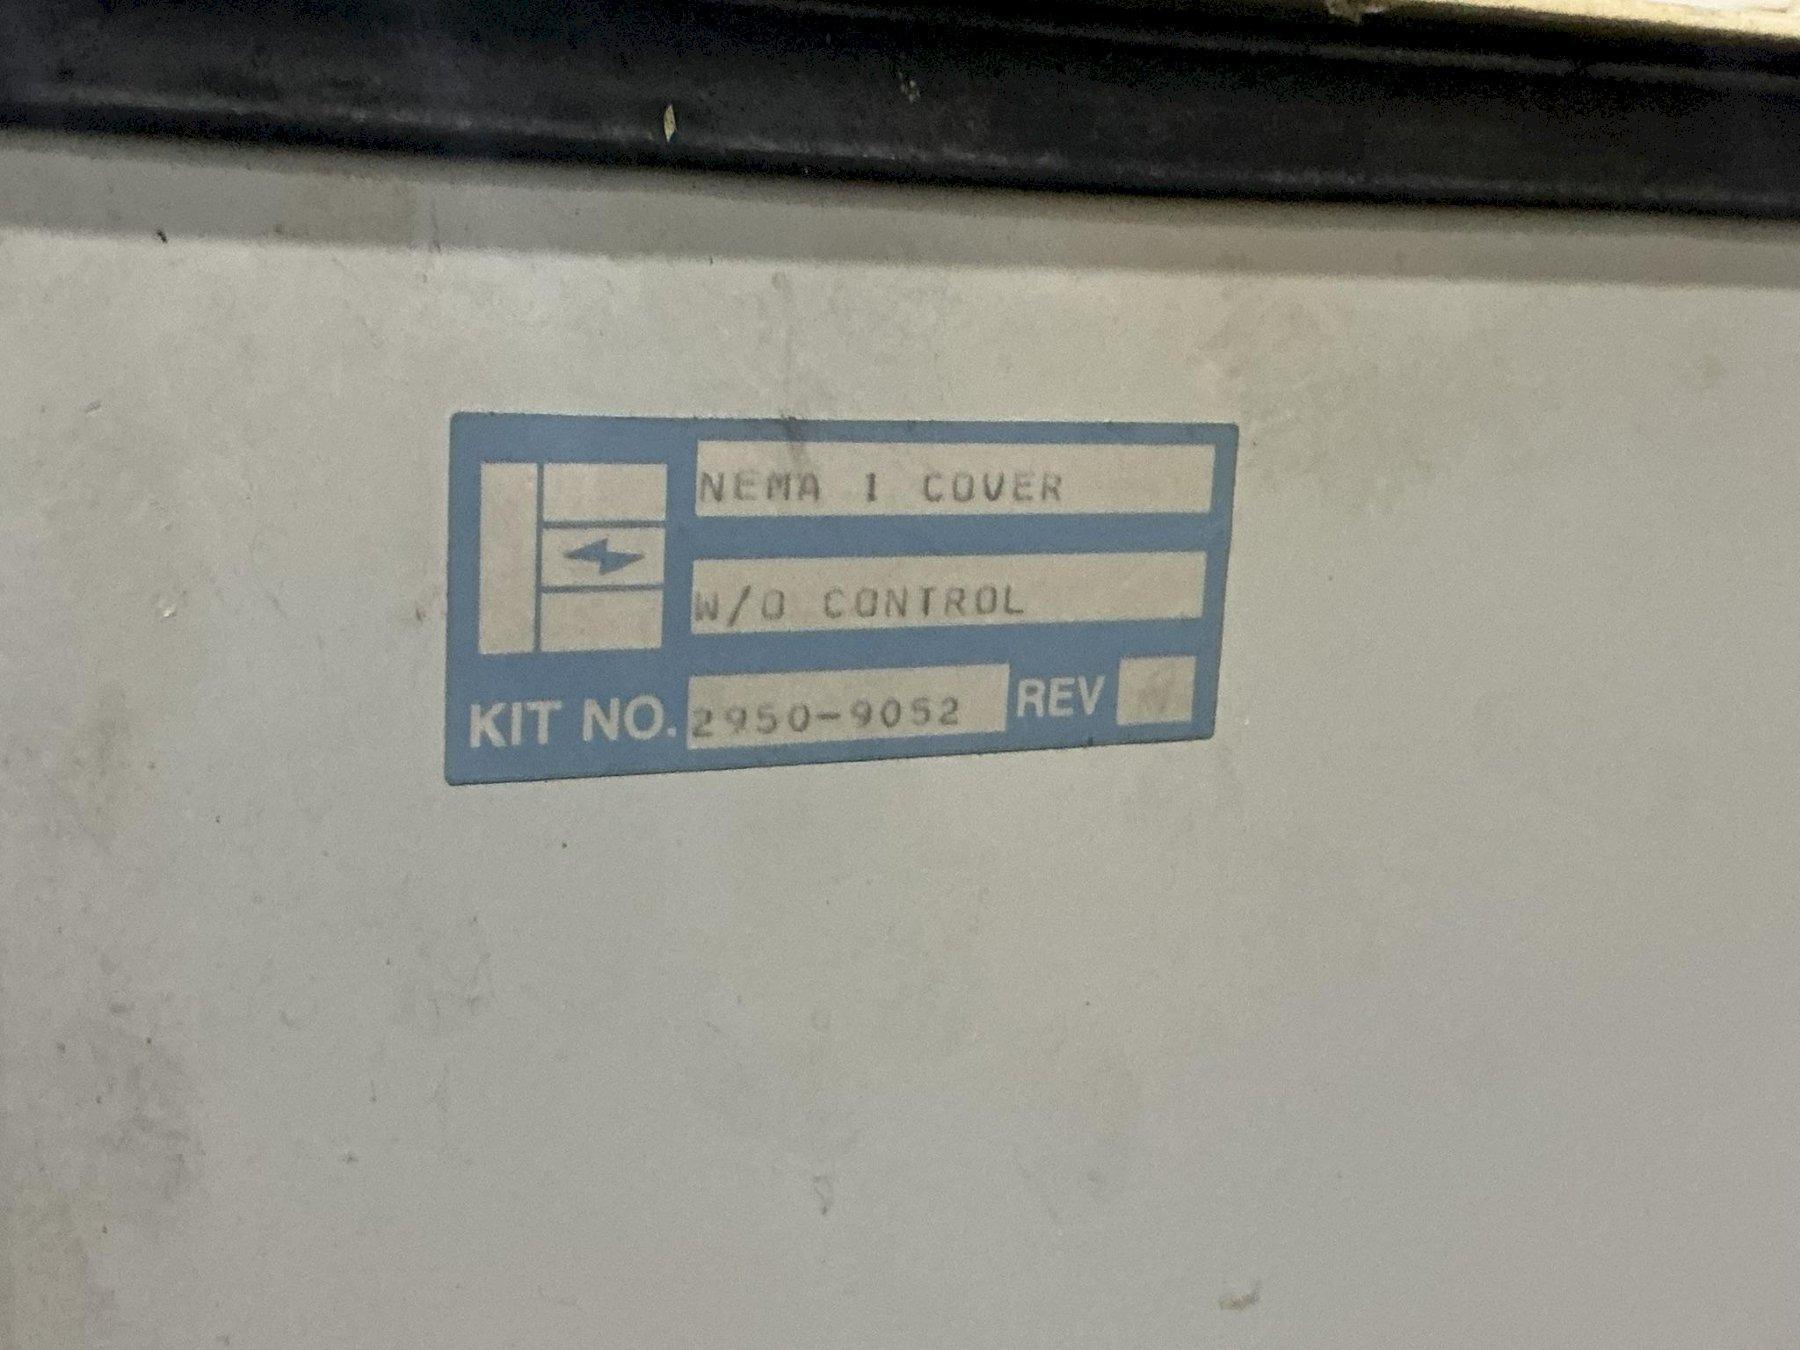 NEMA 1 COVER
W/O CONTROL
KIT NO. 2950-9052 REV